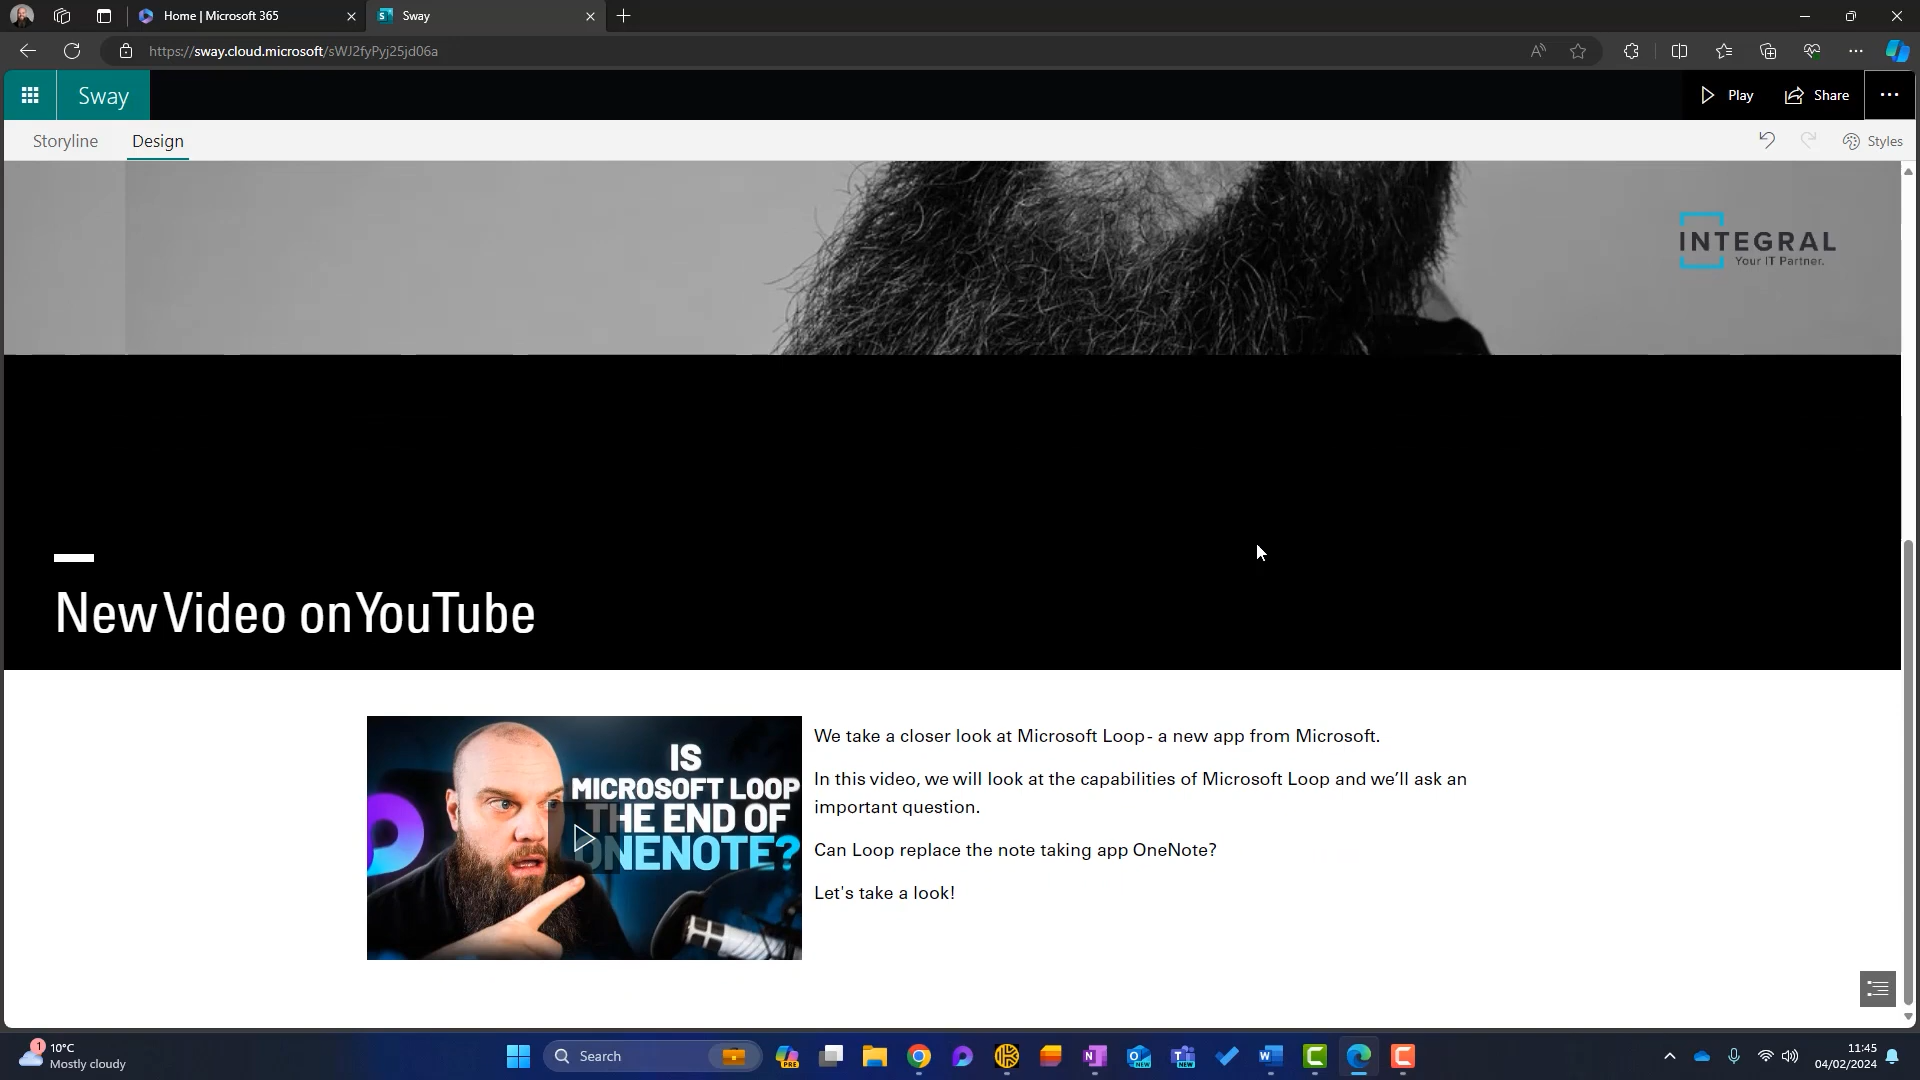 Home | Microsoft 365
Sway
https://sway.cloud.microsoft/sWJ2fyPyj25jd06a
Sway
Play
Share
Storyline
Design
Styles
INTEGRAL
Your IT Partner.
New Video on YouTube
IS
MICROSOFT LOOP
THE END OF
ONENOTE?
We take a closer look at Microsoft Loop - a new app from Microsoft.
In this video, we will look at the capabilities of Microsoft Loop and we'll ask an
important question.
Can Loop replace the note taking app OneNote?
Let's take a look!
1
10°C
Mostly cloudy
Search
PRE
NEW
NEW
11:45
04/02/2024